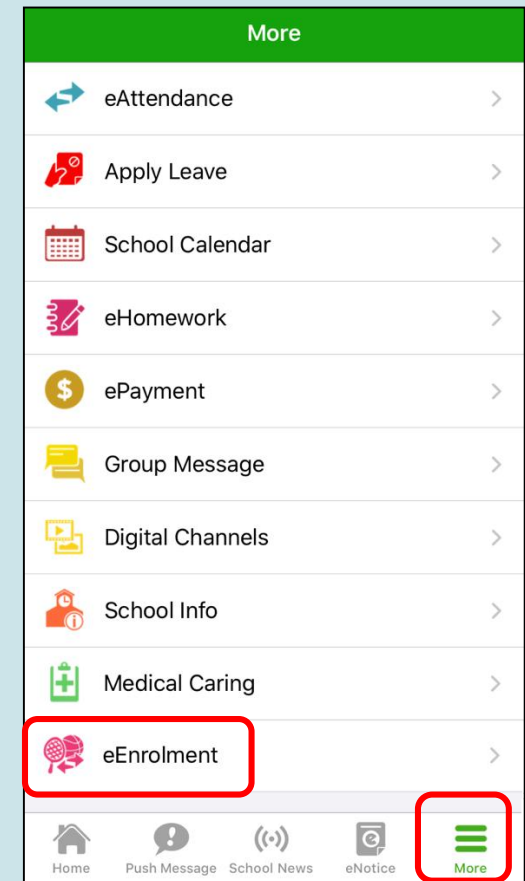 More
eAttendance
Apply Leave
School Calendar
eHomework
$ ePayment
Group Message
Digital Channels
School Info
Medical Caring
eEnrolment
Home Push Message School News eNotice More